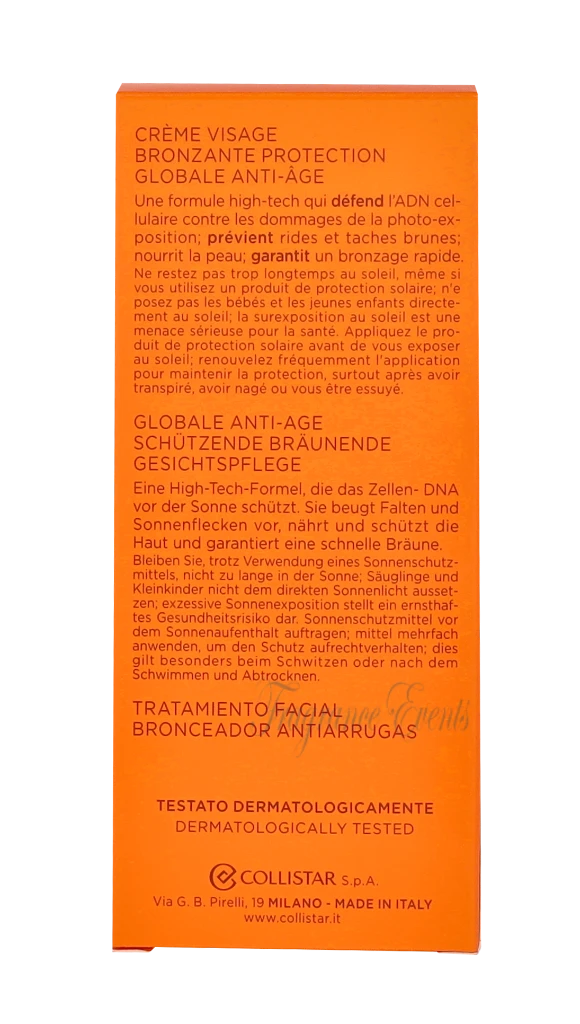 CRÈME VISAGE
BRONZANTE PROTECTION
GLOBALE ANTI-ÂGE
Une formule high-tech qui défend l'ADN cel-
lulaire contre les dommages de la photo-ex-
position; prévient rides et taches brunes;
nourrit la peau; garantit un bronzage rapide.
Ne restez pas trop longtemps au soleil, même si
vous utilisez un produit de protection solaire; n'e
posez pas les bébés et les jeunes enfants directe-
ment au soleil; la surexposition au soleil est une
menace sérieuse pour la santé. Appliquez le pro-
duit de protection solaire avant de vous exposer
au soleil; renouvelez fréquemment l'application
pour maintenir la protection, surtout après avoir
transpiré, avoir nagé ou vous être essuyé.
GLOBALE ANTI-AGE
SCHÜTZENDE BRÄUNENDE
GESICHTSPFLEGE
Eine High-Tech-Formel, die das Zellen- DNA
vor der Sonne schützt. Sie beugt Falten und
Sonnenflecken vor, nährt und schützt die
Haut und garantiert eine schnelle Bräune.
Bleiben Sie, trotz Verwendung eines Sonnenschutz-
mittels, nicht zu lange in der Sonne; Säuglinge und
Kleinkinder nicht dem direkten Sonnenlicht ausset-
zen; exzessive Sonnenexposition stellt ein ernsthaf-
tes Gesundheitsrisiko dar. Sonnenschutzmittel vor
dem Sonnenaufenthalt auftragen; mittel mehrfach
anwenden, um den Schutz aufrechtverhalten; dies
gilt besonders beim Schwitzen oder nach dem
Schwimmen und Abtrocknen.
TRATAMIENTO FACIAL
BRONCEADOR ANTIARRUGAS
Fragrance Events
TESTATO DERMATOLOGICAMENTE
DERMATOLOGICALLY TESTED
COLLISTAR S.p.A.
Via G. B. Pirelli, 19 MILANO - MADE IN ITALY
www.collistar.it